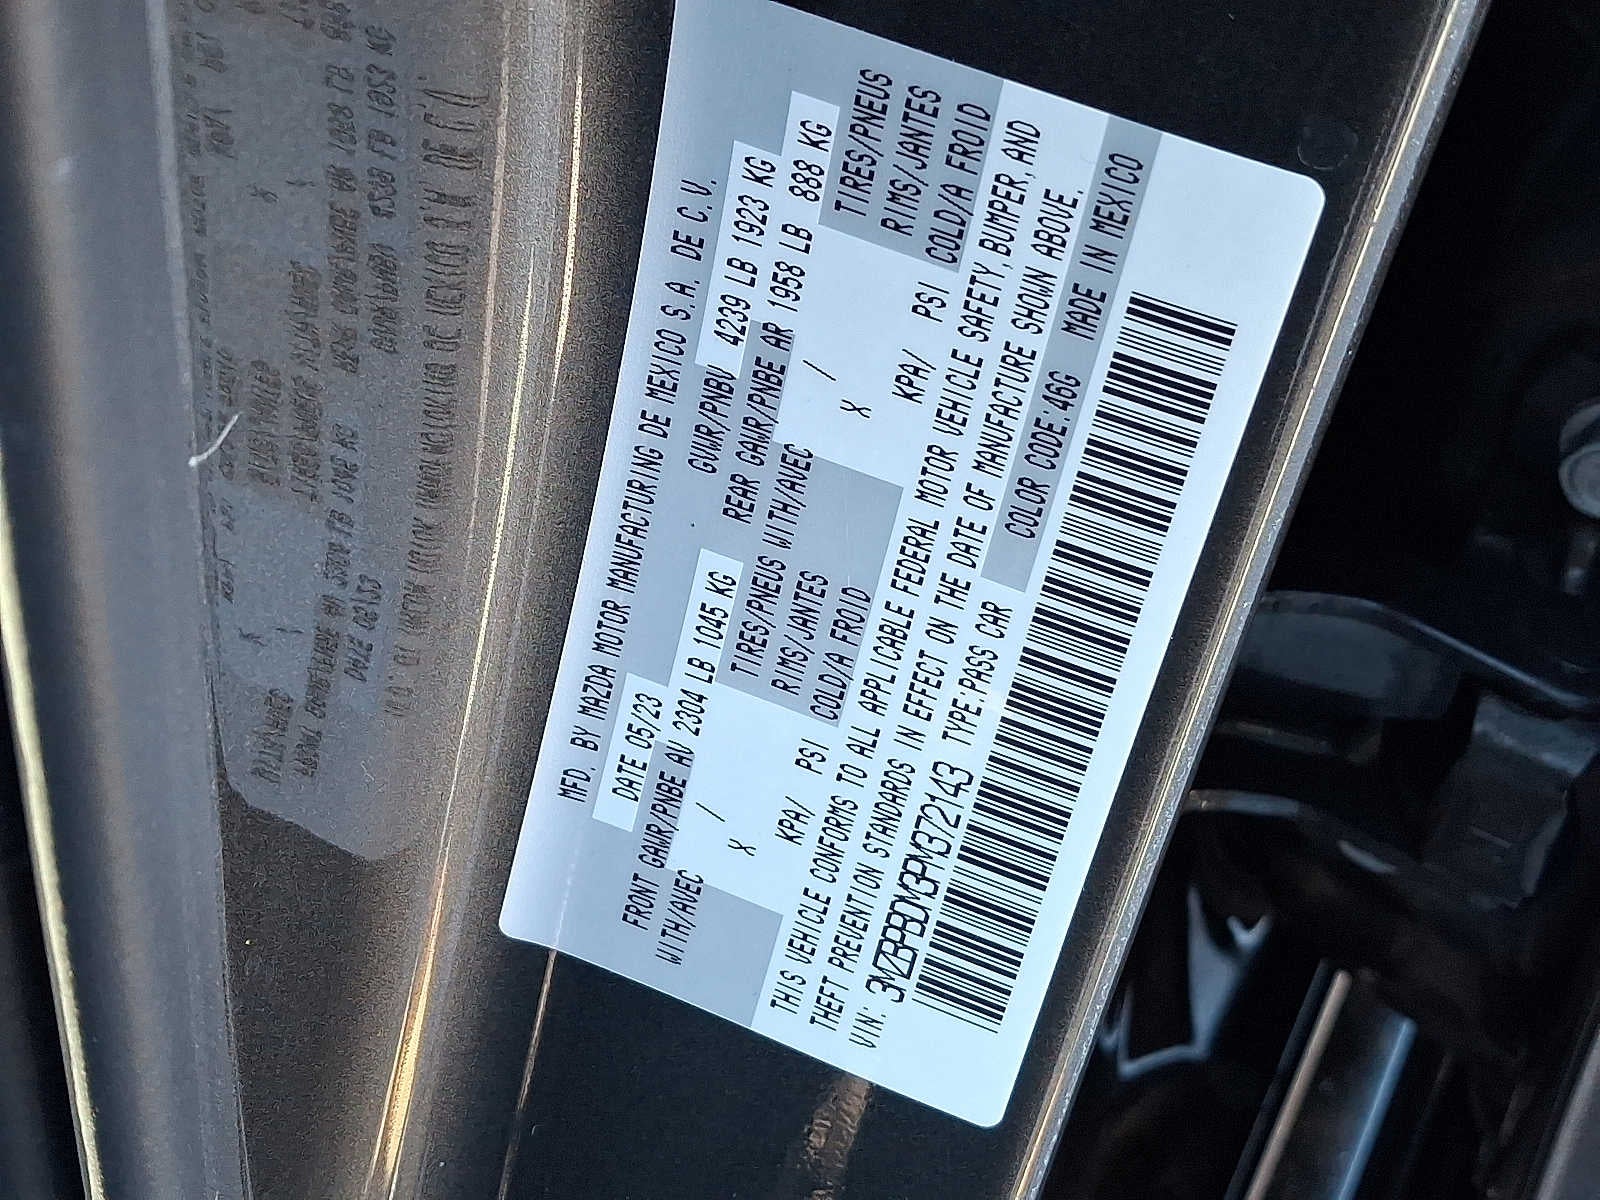 MFD. BY MAZDA MOTOR MANUFACTURING DE MEXICO S.A. DE C.V.
DATE 05/23 GVWR/PNBV 4239 LB 1923 KG
FRONT GAWR/PNBE AV 2304 LB 1045 KG REAR GAWR/PNBE AR 1958 LB 888 KG
WITH/AVEC TIRES/PNEUS WITH/AVEC TIRES/PNEUS
X / RIMS/JANTES X / RIMS/JANTES
KPA/ PSI COLD/A FROID KPA/ PSI COLD/A FROID
THIS VEHICLE CONFORMS TO ALL APPLICABLE FEDERAL MOTOR VEHICLE SAFETY, BUMPER, AND
THEFT PREVENTION STANDARDS IN EFFECT ON THE DATE OF MANUFACTURE SHOWN ABOVE.
VIN: 3MZBPBDM3PM372143 TYPE:PASS CAR COLOR CODE:46G MADE IN MEXICO